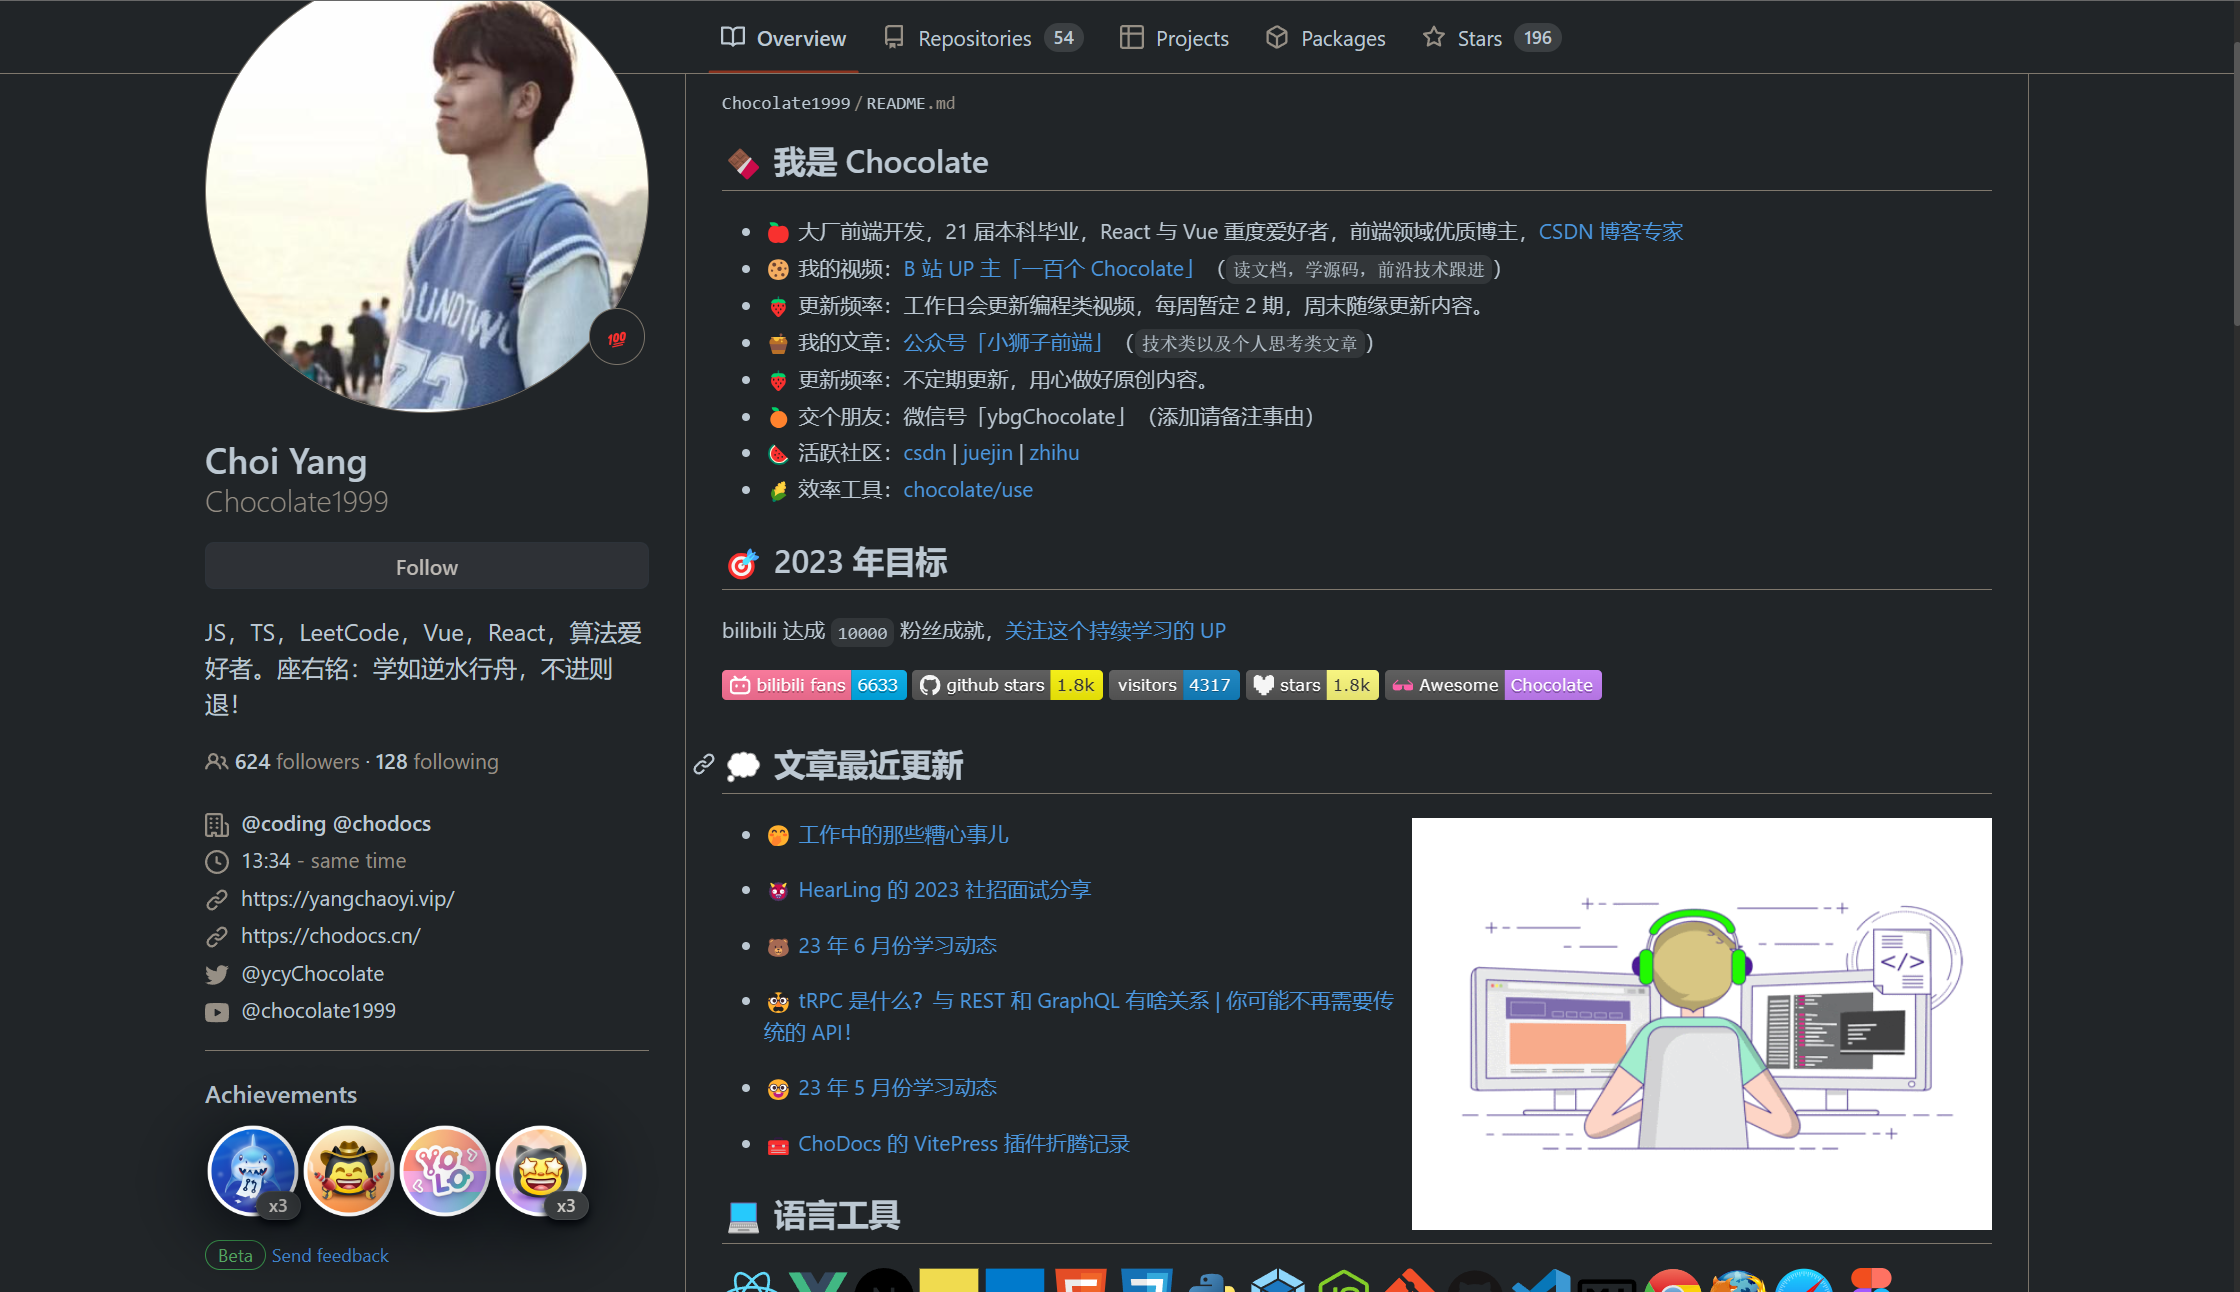 Overview
Repositories 54
Projects
Packages
Stars 196
UNDTWO
73
100
Choi Yang
Chocolate1999
Follow
JS，TS，LeetCode，Vue，React，算法爱
好者。座右铭：学如逆水行舟，不进则
退！
624 followers · 128 following
@coding @chodocs
13:34 - same time
https://yangchaoyi.vip/
https://chodocs.cn/
@ycyChocolate
@chocolate1999
Achievements
x3
YOLO
x3
Beta Send feedback
Chocolate1999/README.md
我是 Chocolate
大厂前端开发，21 届本科毕业，React 与 Vue 重度爱好者，前端领域优质博主，CSDN 博客专家
我的视频：B 站 UP 主「一百个 Chocolate」（读文档，学源码，前沿技术跟进）
更新频率：工作日会更新编程类视频，每周暂定 2 期，周末随缘更新内容。
我的文章：公众号「小狮子前端」（技术类以及个人思考类文章）
更新频率：不定期更新，用心做好原创内容。
交个朋友：微信号「ybgChocolate」（添加请备注事由）
活跃社区：csdn | juejin | zhihu
效率工具：chocolate/use
2023 年目标
bilibili 达成 10000 粉丝成就，关注这个持续学习的 UP
bilibili fans 6633 github stars 1.8k visitors 4317 stars 1.8k Awesome Chocolate
文章最近更新
工作中的那些糟心事儿
HearLing 的 2023 社招面试分享
23 年 6 月份学习动态
tRPC 是什么？与 REST 和 GraphQL 有啥关系 | 你可能不再需要传
统的 API！
23 年 5 月份学习动态
ChoDocs 的 VitePress 插件折腾记录
</>
语言工具